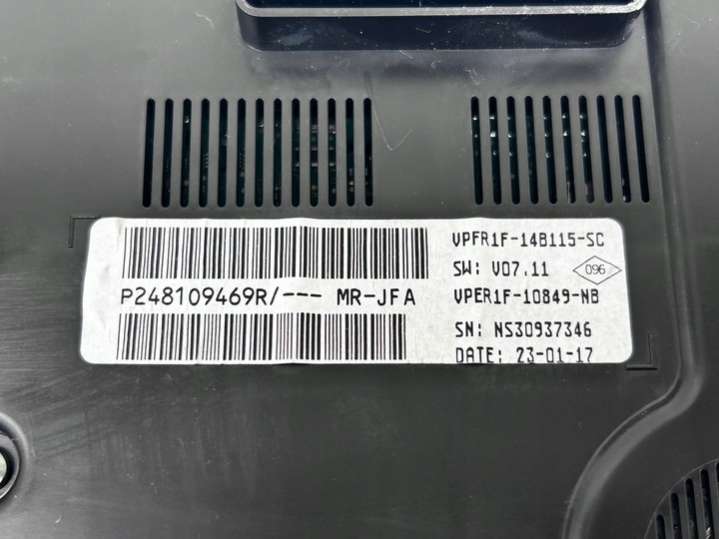 VPFR1F-14B115-SC
SW: V07.11
096
P248109469R/--- MR-JFA
VPER1F-10849-NB
SN: NS30937346
DATE: 23-01-17